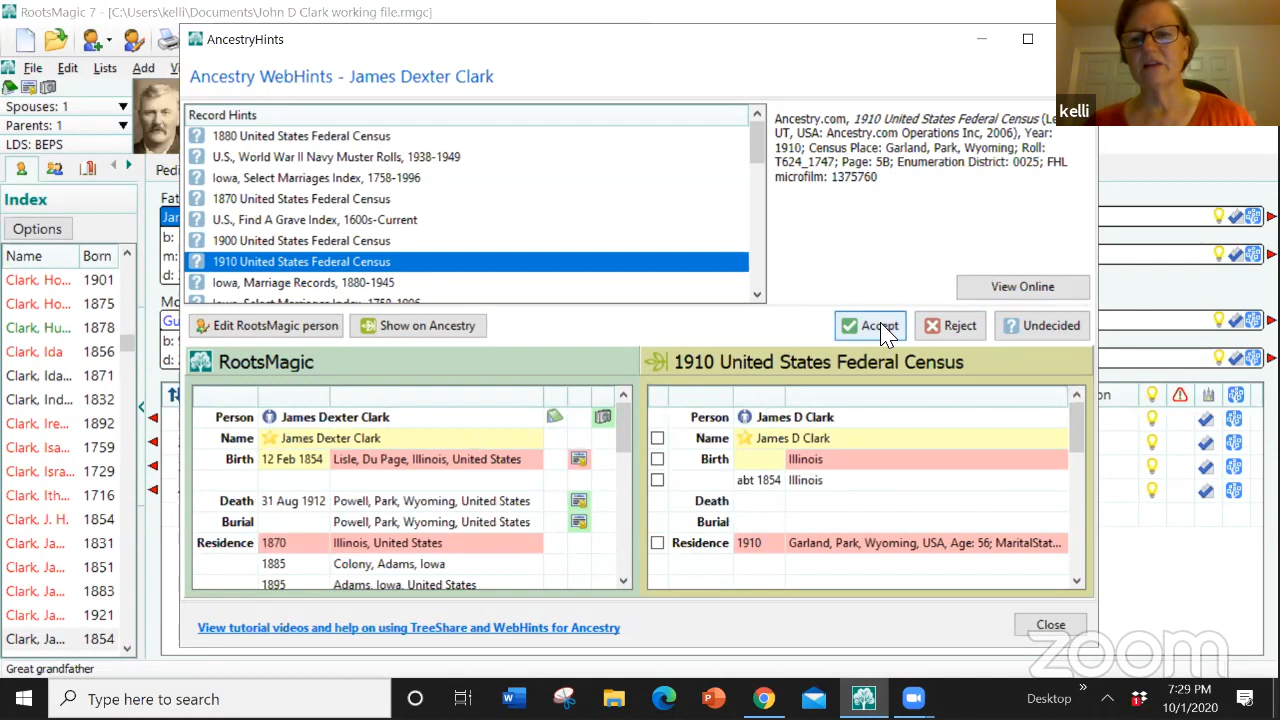 RootsMagic 7 - [C:\Users\kelli\Documents\John D Clark working file.rmgc]
AncestryHints
File Edit Lists Add
Spouses: 1
Parents: 1
LDS: BEPS
Index
Options
Name Born
Clark, Ho... 1901
Clark, Ho... 1875
Clark, Hu... 1878
Clark, Ida 1856
Clark, Ida... 1871
Clark, Ind... 1832
Clark, Ire... 1892
Clark, Isa... 1759
Clark, Isra... 1729
Clark, Ith... 1716
Clark, J. H. 1854
Clark, Ja... 1831
Clark, Ja... 1851
Clark, Ja... 1883
Clark, Ja... 1921
Clark, Ja... 1854
Great grandfather
Pedi
Fat
Jar
b:
m:
d:
Mo
Gu
b:
d:
Ancestry WebHints - James Dexter Clark
Record Hints
1880 United States Federal Census
U.S., World War II Navy Muster Rolls, 1938-1949
Iowa, Select Marriages Index, 1758-1996
1870 United States Federal Census
U.S., Find A Grave Index, 1600s-Current
1900 United States Federal Census
1910 United States Federal Census
Iowa, Marriage Records, 1880-1945
Iowa, Select Marriages Index, 1758-1996
Ancestry.com, 1910 United States Federal Census (Le
UT, USA: Ancestry.com Operations Inc, 2006), Year:
1910; Census Place: Garland, Park, Wyoming; Roll:
T624_1747; Page: 5B; Enumeration District: 0025; FHL
microfilm: 1375760
View Online
Edit RootsMagic person Show on Ancestry Accept Reject Undecided
RootsMagic
Person James Dexter Clark
Name James Dexter Clark
Birth 12 Feb 1854 Lisle, Du Page, Illinois, United States
Death 31 Aug 1912 Powell, Park, Wyoming, United States
Burial Powell, Park, Wyoming, United States
Residence 1870 Illinois, United States
1885 Colony, Adams, Iowa
1895 Adams, Iowa, United States
1910 United States Federal Census
Person James D Clark
Name James D Clark
Birth Illinois
abt 1854 Illinois
Death
Burial
Residence 1910 Garland, Park, Wyoming, USA, Age: 56; MaritalStat...
View tutorial videos and help on using TreeShare and WebHints for Ancestry
Close
on
kelli
zoom
Type here to search
Desktop
7:29 PM
10/1/2020